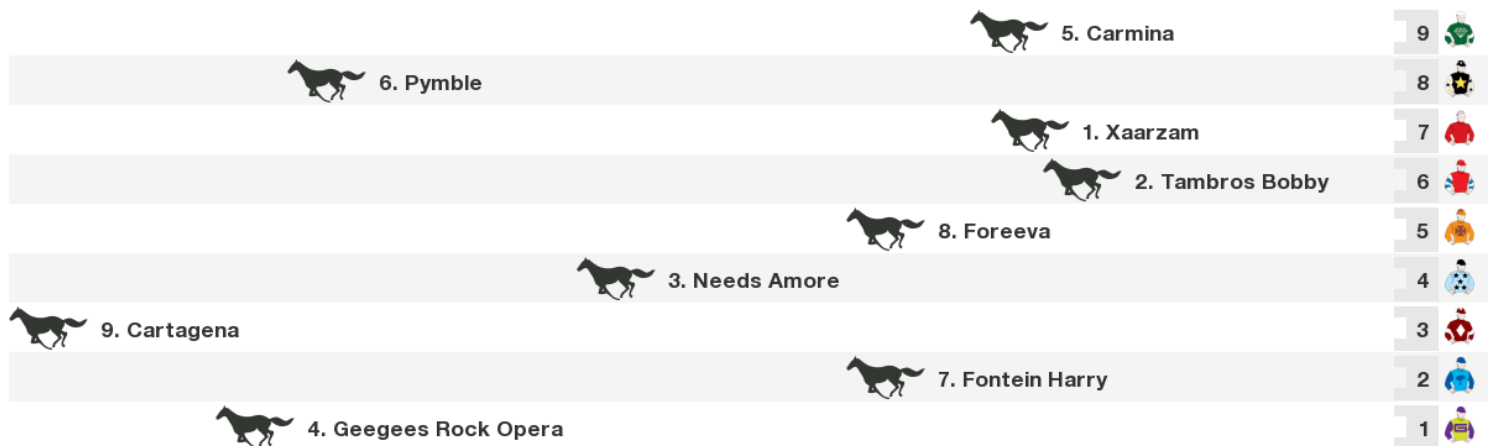 5. Carmina 9
6. Pymble 8
1. Xaarzam 7
2. Tambros Bobby 6
8. Foreeva 5
3. Needs Amore 4
9. Cartagena 3
7. Fontein Harry 2
4. Geegees Rock Opera 1